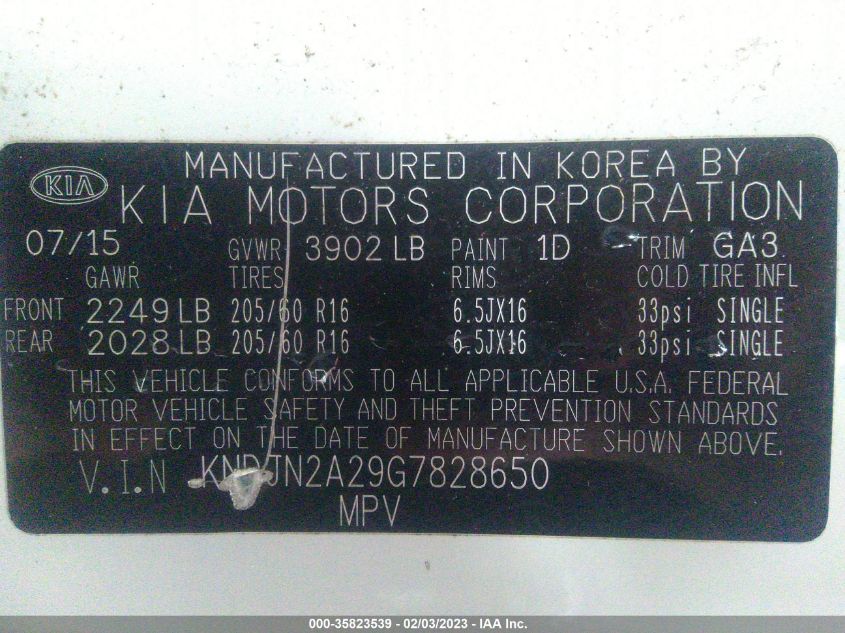 MANUFACTURED IN KOREA BY
KIA KIA MOTORS CORPORATION
07/15 GVWR 3902 LB PAINT 1D TRIM GA3
GAWR TIRES RIMS COLD TIRE INFL
FRONT 2249 LB 205/60 R16 6.5JX16 33psi SINGLE
REAR 2028 LB 205/60 R16 6.5JX16 33psi SINGLE
THIS VEHICLE CONFORMS TO ALL APPLICABLE U.S.A. FEDERAL
MOTOR VEHICLE SAFETY AND THEFT PREVENTION STANDARDS
IN EFFECT ON THE DATE OF MANUFACTURE SHOWN ABOVE.
V.I.N KNDJN2A29G7828650
MPV
000-35823539 - 02/03/2023 - IAA Inc.